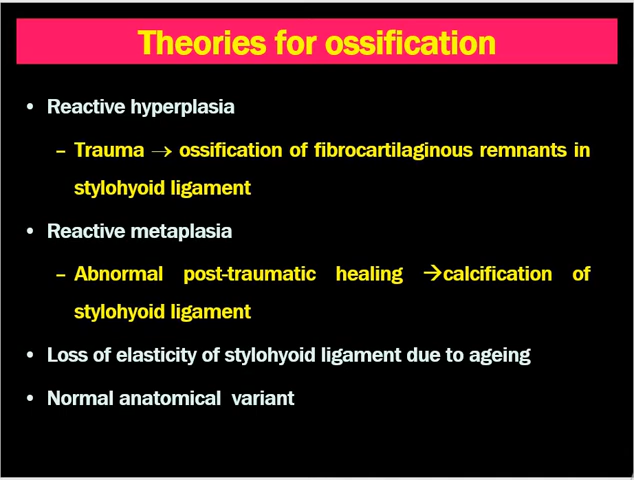 Theories for ossification
• Reactive hyperplasia
– Trauma → ossification of fibrocartilaginous remnants in
stylohyoid ligament
• Reactive metaplasia
– Abnormal post-traumatic healing →calcification of
stylohyoid ligament
• Loss of elasticity of stylohyoid ligament due to ageing
• Normal anatomical variant